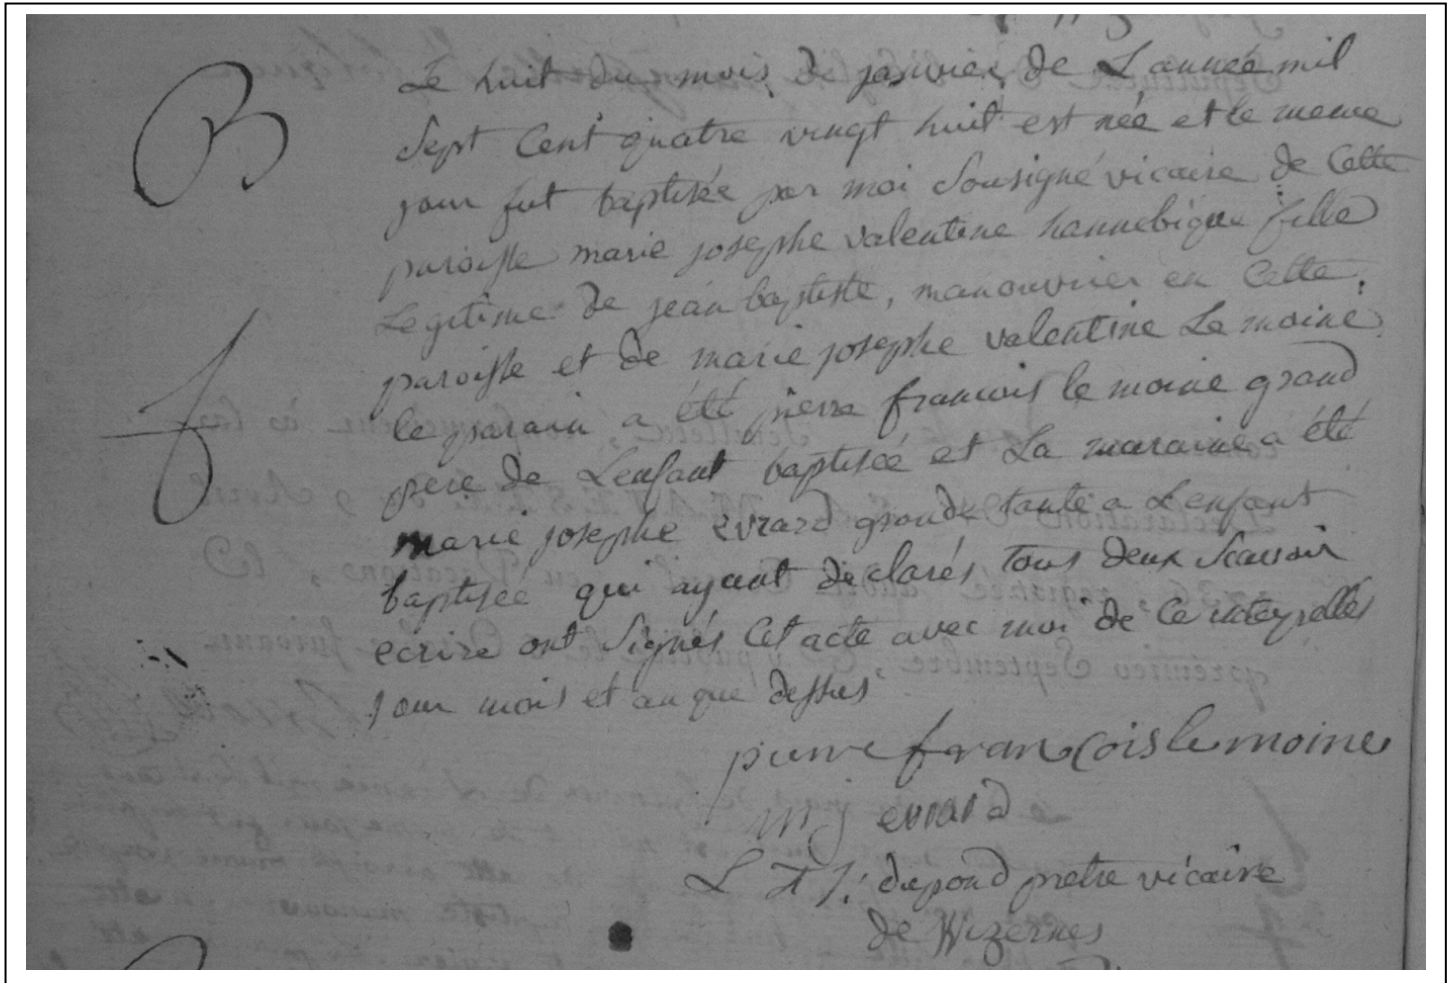 B
Le huit du mois de janvier de L année mil
Sept Cent quatre vingt huit est née et le meme
jour fut baptisée par moi Sousigné vicaire de Cette
paroisse marie josephe valentine hannebique fille
Legitime de jean baptiste, manouvrier en Cette
paroisse et de marie josephe valentine Le moine
le parain a été pierre francois le moine grand
pere de L'enfant baptisée et La maraine a été
marie josephe evrard grande tante a L'enfant
baptisée qui ayant declarés tous deux Scavoir
f
ecrire ont Signés Cet acte avec moi de Ce interpellés
jour mois et an que dessus
pierre francois le moine
m j evrard
dupond pretre vicaire
de Wizernes